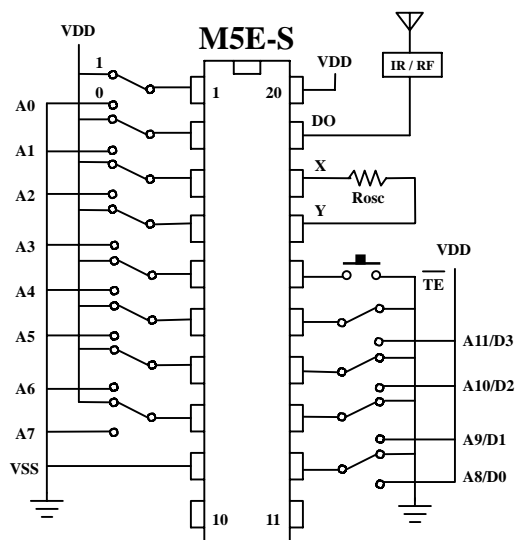 M5E-S
VDD
1
0
A0
A1
A2
A3
A4
A5
A6
A7
VSS
1
20
10
11
VDD
IR / RF
DO
X
Y
Rosc
TE
VDD
A11/D3
A10/D2
A9/D1
A8/D0